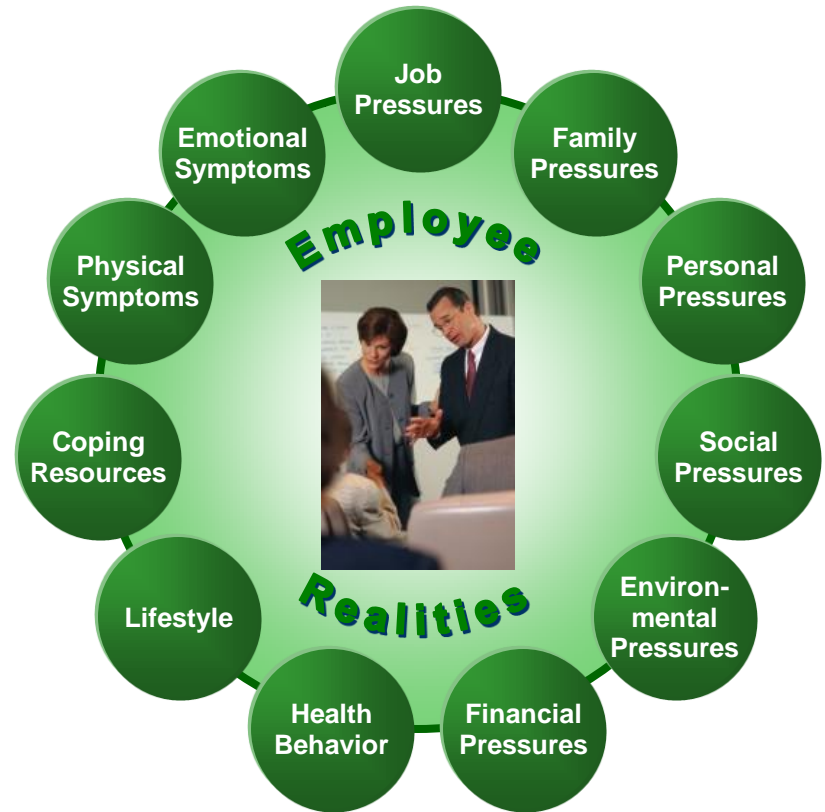 Job
Pressures
Family
Pressures
Personal
Pressures
Social
Pressures
Environ-
mental
Pressures
Financial
Pressures
Health
Behavior
Lifestyle
Coping
Resources
Physical
Symptoms
Emotional
Symptoms
Employee
Realities